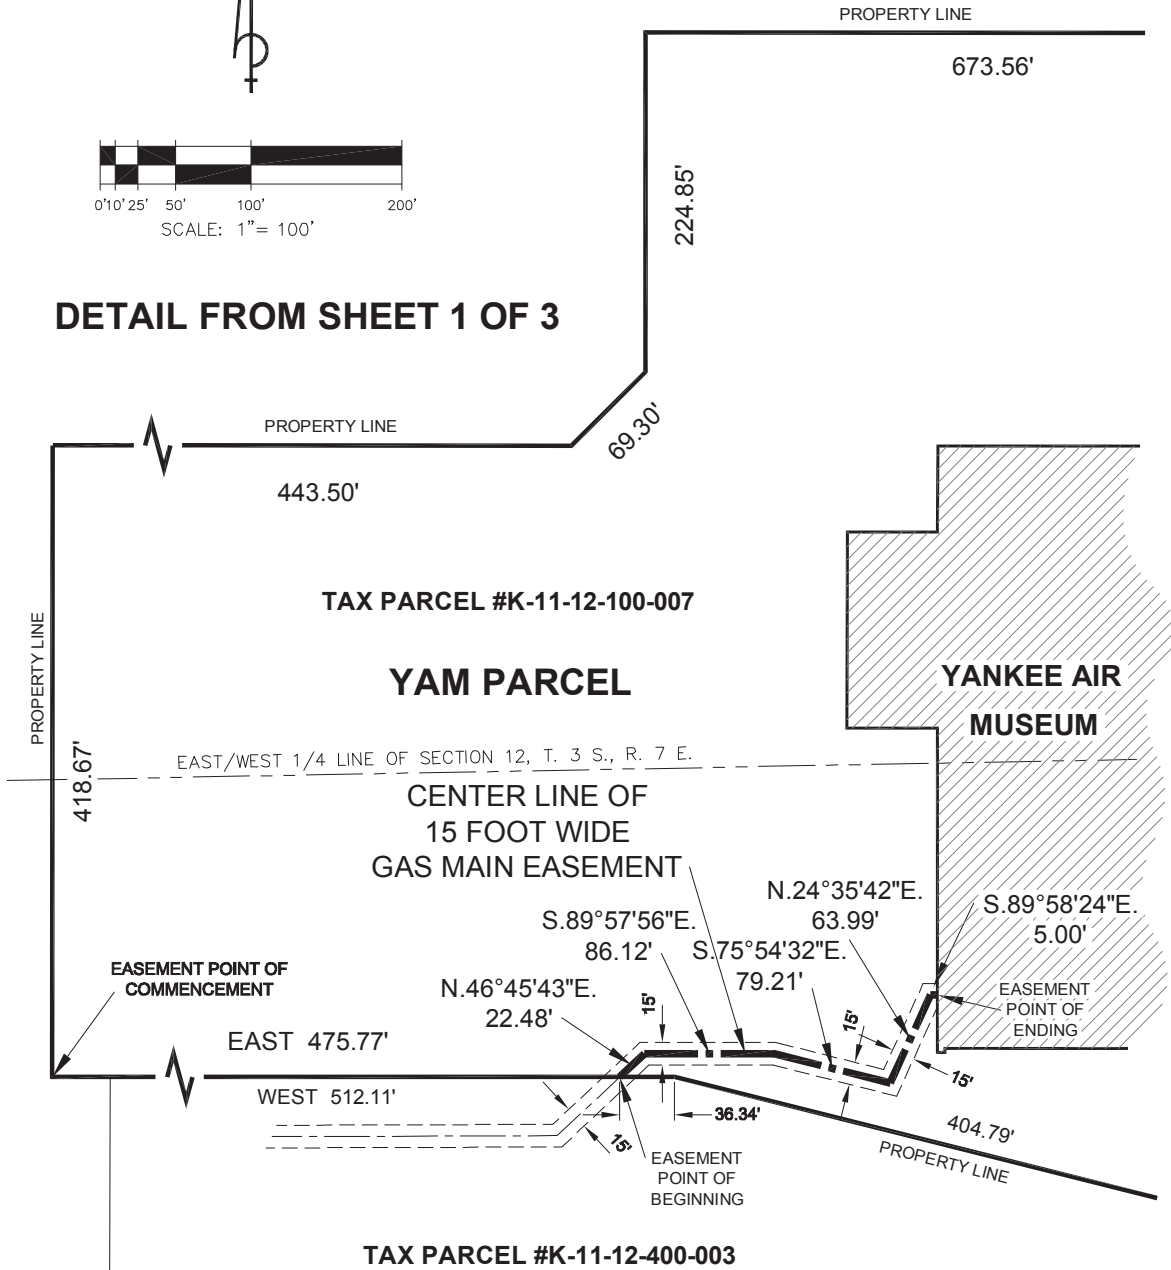 PROPERTY LINE
673.56'
224.85'
0'10' 25' 50' 100' 200'
SCALE: 1"= 100'
DETAIL FROM SHEET 1 OF 3
69.30'
PROPERTY LINE
443.50'
TAX PARCEL #K-11-12-100-007
PROPERTY LINE
YAM PARCEL
YANKEE AIR
MUSEUM
418.67'
EAST/WEST 1/4 LINE OF SECTION 12, T. 3 S., R. 7 E.
CENTER LINE OF
15 FOOT WIDE
GAS MAIN EASEMENT
N.24°35'42"E.
63.99'
S.89°58'24"E.
5.00'
S.89°57'56"E.
86.12'
S.75°54'32"E.
79.21'
EASEMENT POINT OF
COMMENCEMENT
N.46°45'43"E.
22.48'
EASEMENT
POINT OF
ENDING
15'
15'
15'
EAST 475.77'
WEST 512.11'
36.34'
15'
404.79'
PROPERTY LINE
EASEMENT
POINT OF
BEGINNING
TAX PARCEL #K-11-12-400-003